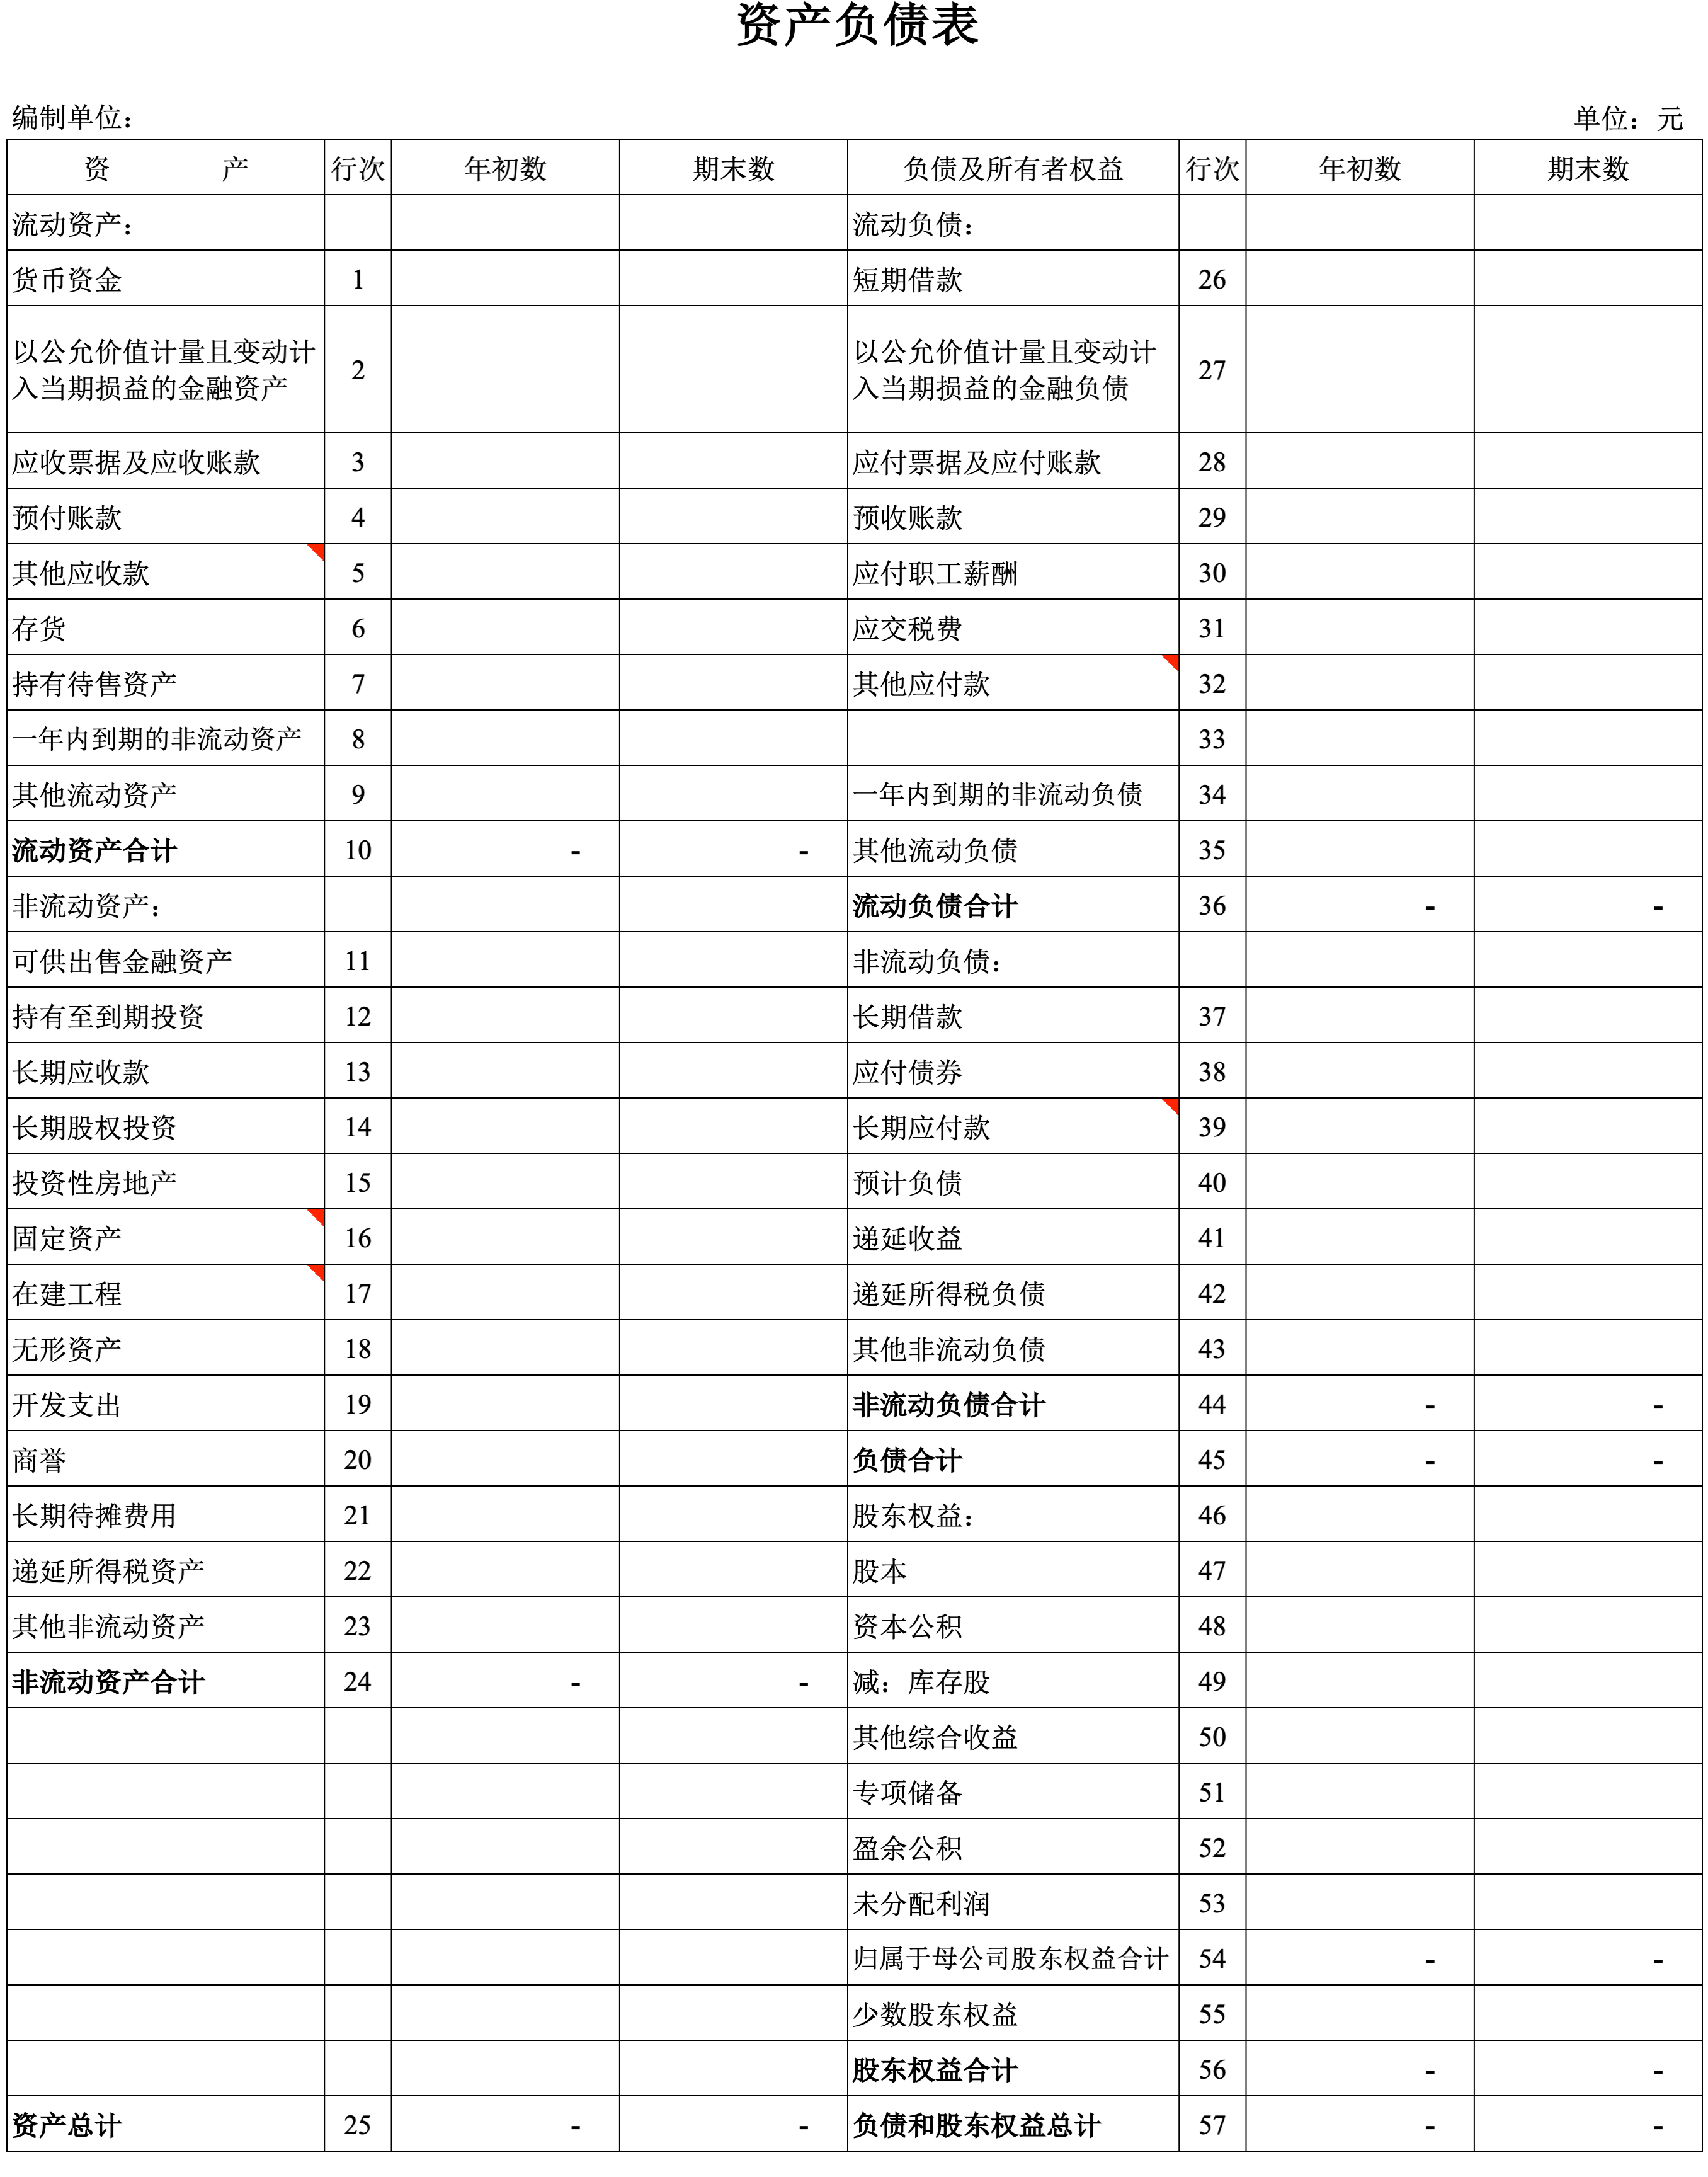 资产负债表
编制单位： 单位：元
资 产 行次 年初数 期末数 负债及所有者权益 行次 年初数 期末数
流动资产： 流动负债：
货币资金 1 短期借款 26
以公允价值计量且变动计 以公允价值计量且变动计
入当期损益的金融资产 2 入当期损益的金融负债 27
应收票据及应收账款 3 应付票据及应付账款 28
预付账款 4 预收账款 29
其他应收款 5 应付职工薪酬 30
存货 6 应交税费 31
持有待售资产 7 其他应付款 32
一年内到期的非流动资产 8 33
其他流动资产 9 一年内到期的非流动负债 34
流动资产合计 10 - - 其他流动负债 35
非流动资产： 流动负债合计 36 - -
可供出售金融资产 11 非流动负债：
持有至到期投资 12 长期借款 37
长期应收款 13 应付债券 38
长期股权投资 14 长期应付款 39
投资性房地产 15 预计负债 40
固定资产 16 递延收益 41
在建工程 17 递延所得税负债 42
无形资产 18 其他非流动负债 43
开发支出 19 非流动负债合计 44 - -
商誉 20 负债合计 45 - -
长期待摊费用 21 股东权益： 46
递延所得税资产 22 股本 47
其他非流动资产 23 资本公积 48
非流动资产合计 24 - - 减：库存股 49
其他综合收益 50
专项储备 51
盈余公积 52
未分配利润 53
归属于母公司股东权益合计 54 - -
少数股东权益 55
股东权益合计 56 - -
资产总计 25 - - 负债和股东权益总计 57 - -